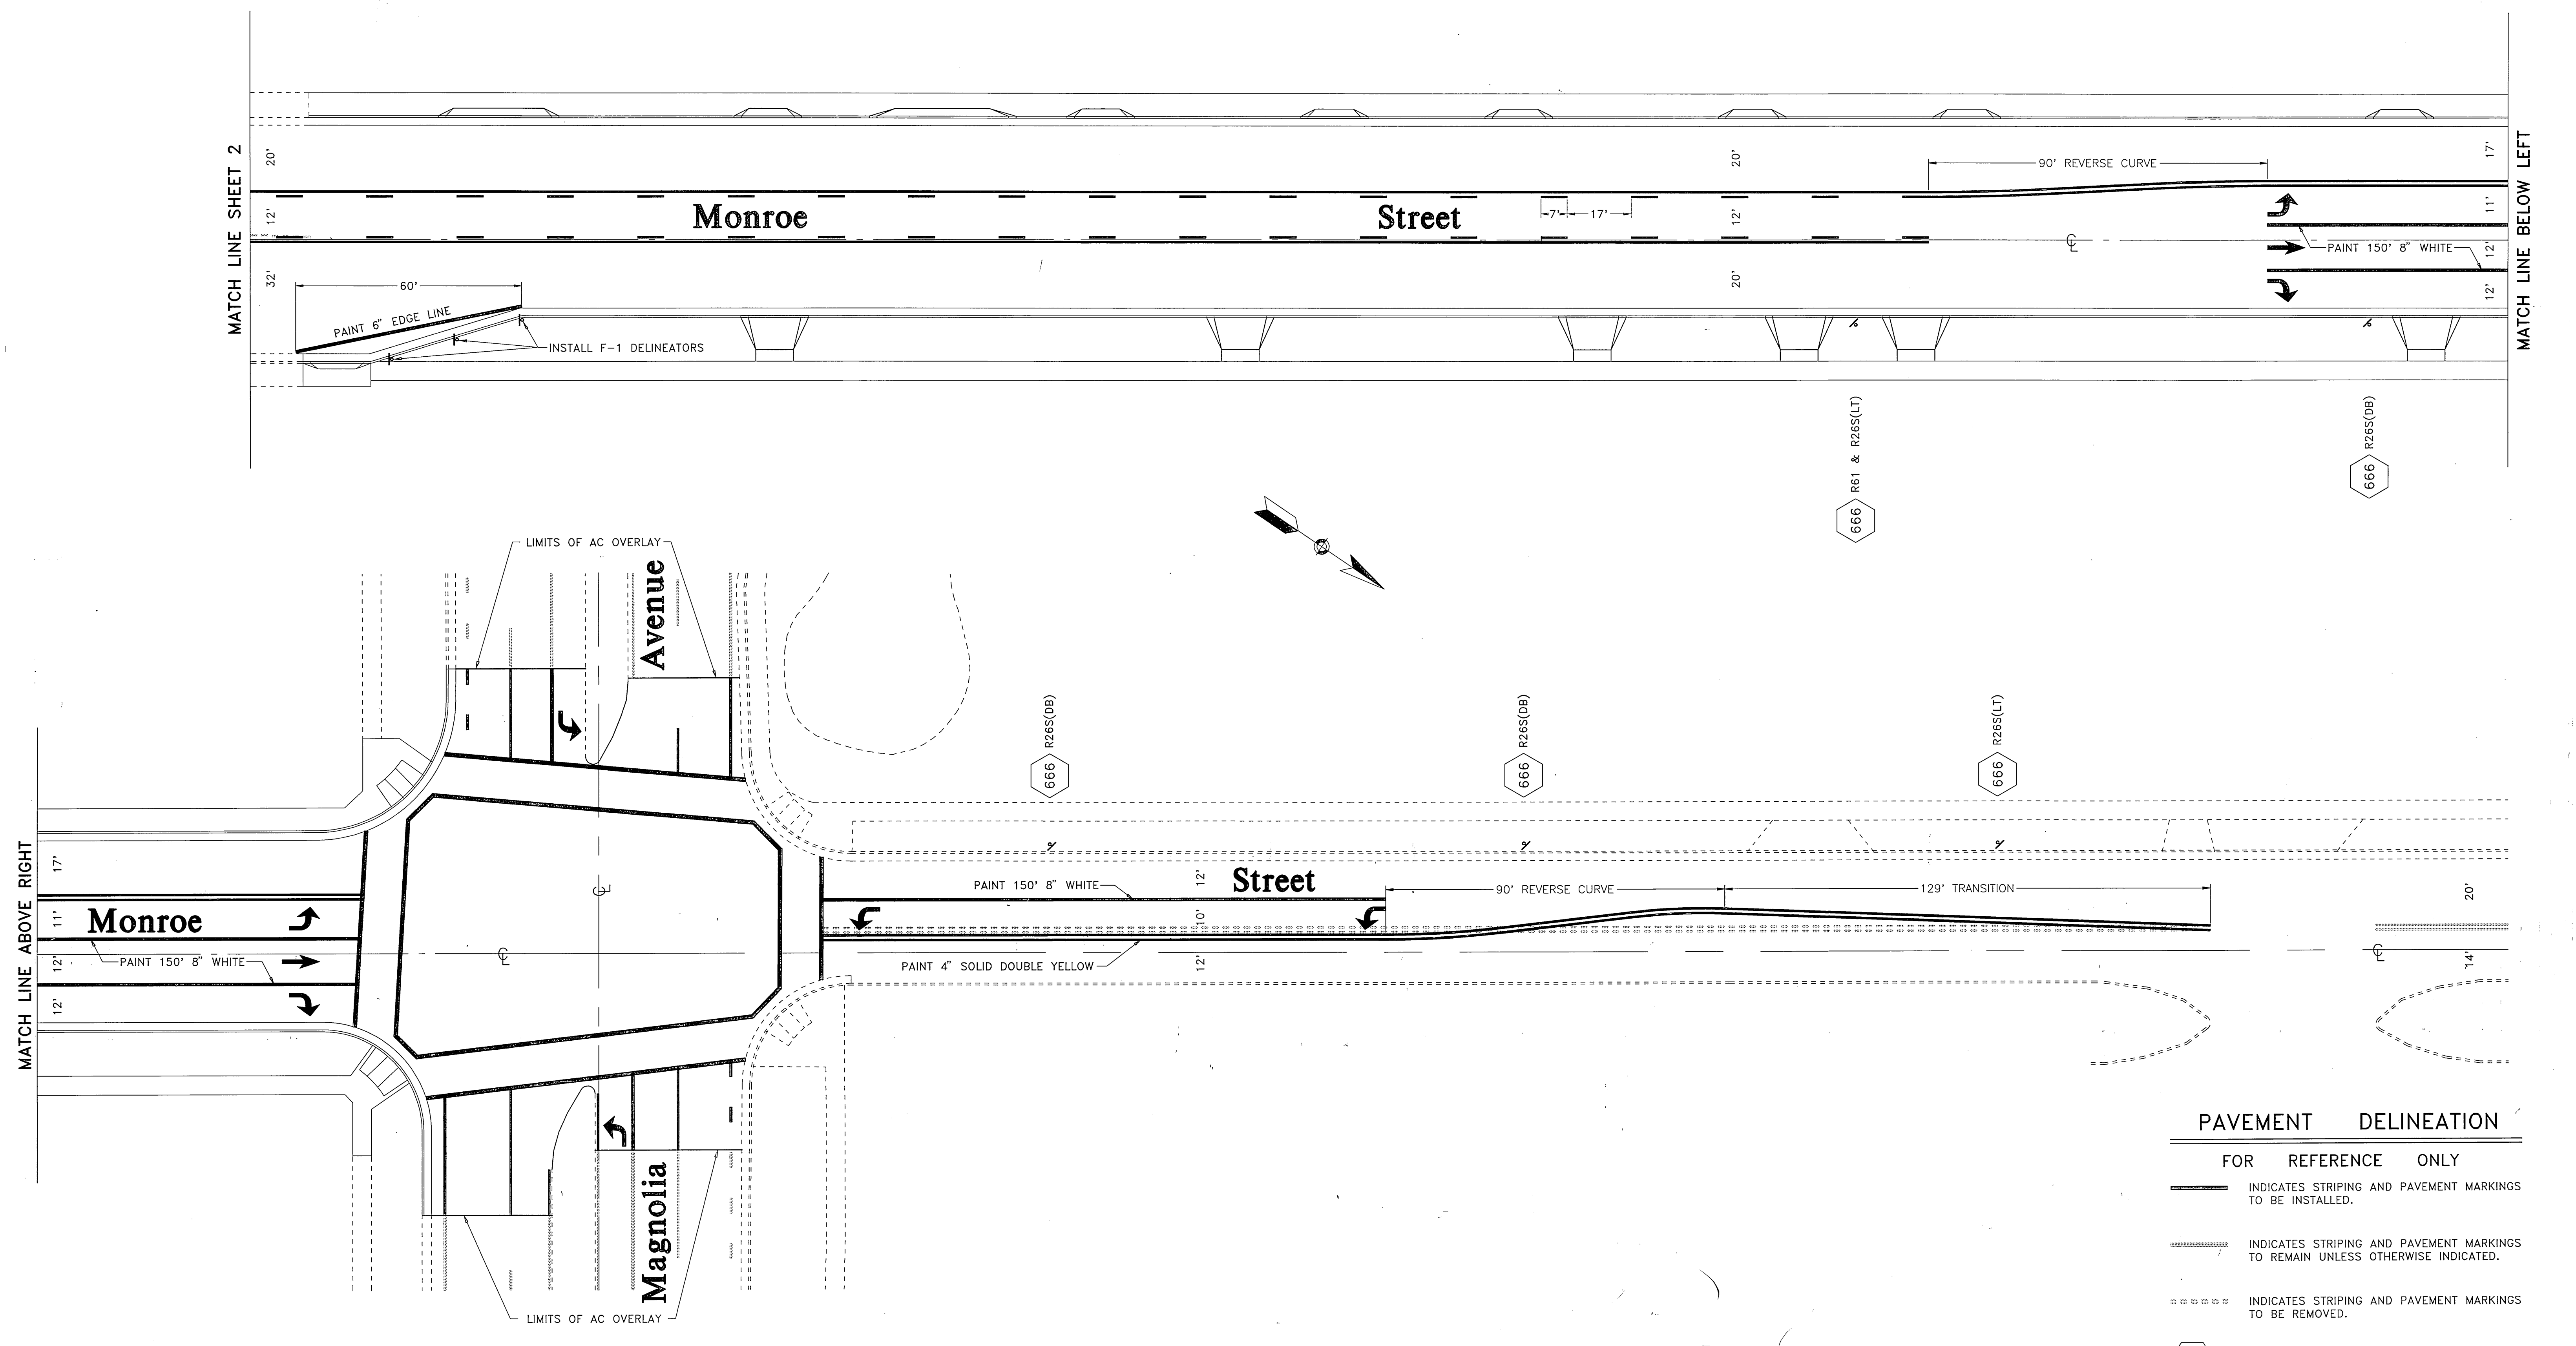 MATCH LINE SHEET 2
20'
12'
32'
60'
PAINT 6" EDGE LINE
INSTALL F-1 DELINEATORS
Monroe
Street
7'
17'
20'
12'
20'
90' REVERSE CURVE
℄
PAINT 150' 8" WHITE
17'
11'
12'
12'
MATCH LINE BELOW LEFT
666 R61 & R26S(LT)
666 R26S(DB)
LIMITS OF AC OVERLAY
Avenue
666 R26S(DB)
666 R26S(DB)
666 R26S(LT)
MATCH LINE ABOVE RIGHT
17'
11'
12'
12'
Monroe
PAINT 150' 8" WHITE
℄
℄
PAINT 150' 8" WHITE
12'
10'
12'
Street
90' REVERSE CURVE
129' TRANSITION
PAINT 4" SOLID DOUBLE YELLOW
20'
℄
14'
Magnolia
LIMITS OF AC OVERLAY
PAVEMENT DELINEATION
FOR REFERENCE ONLY
INDICATES STRIPING AND PAVEMENT MARKINGS
TO BE INSTALLED.
INDICATES STRIPING AND PAVEMENT MARKINGS
TO REMAIN UNLESS OTHERWISE INDICATED.
INDICATES STRIPING AND PAVEMENT MARKINGS
TO BE REMOVED.